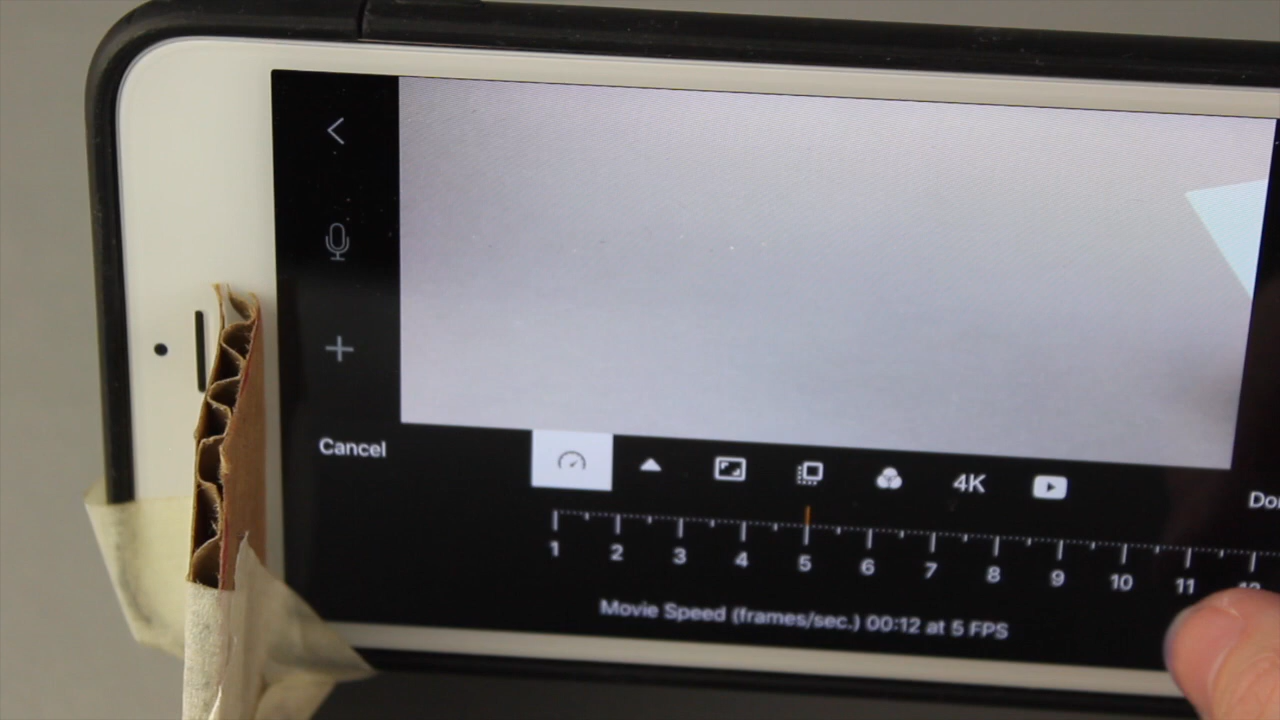 Cancel
4K
1 2 3 4 5 6 7 8 9 10 11
Movie Speed (frames/sec.) 00:12 at 5 FPS